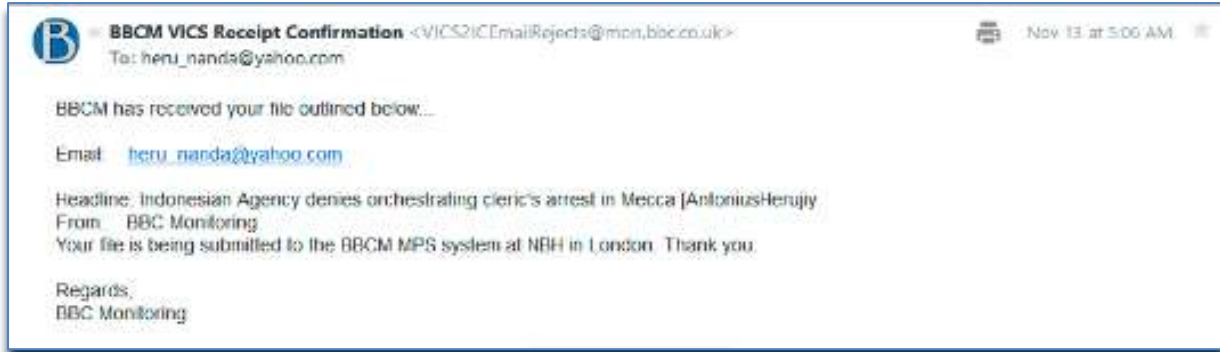 B
BBCM VICS Receipt Confirmation <VICS2ICEmailRejects@mon.bbc.co.uk>
Nov 13 at 5:06 AM
To: heru_nanda@yahoo.com
BBCM has received your file outlined below...
Email: heru_nanda@yahoo.com
Headline: Indonesian Agency denies orchestrating cleric's arrest in Mecca [AntoniusHerujiy
From: BBC Monitoring
Your file is being submitted to the BBCM MPS system at NBH in London. Thank you.
Regards,
BBC Monitoring